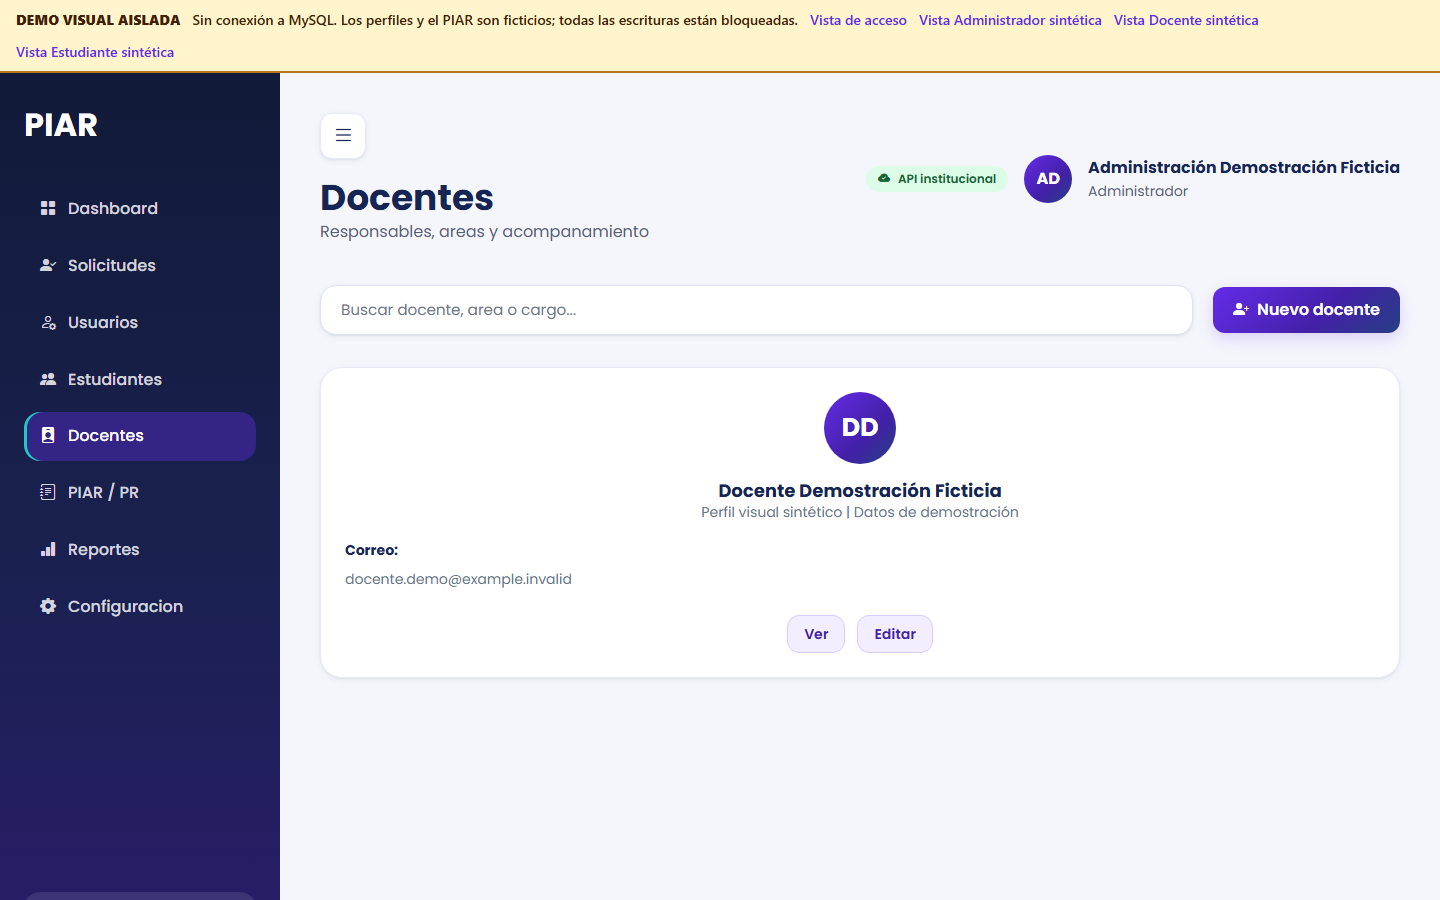 DEMO VISUAL AISLADA Sin conexión a MySQL. Los perfiles y el PIAR son ficticios; todas las escrituras están bloqueadas. Vista de acceso Vista Administrador sintética Vista Docente sintética
Vista Estudiante sintética
PIAR
Dashboard
Solicitudes
Usuarios
Estudiantes
Docentes
PIAR / PR
Reportes
Configuracion
API institucional
AD
Administración Demostración Ficticia
Administrador
Docentes
Responsables, areas y acompanamiento
Buscar docente, area o cargo...
Nuevo docente
DD
Docente Demostración Ficticia
Perfil visual sintético | Datos de demostración
Correo:
docente.demo@example.invalid
Ver Editar